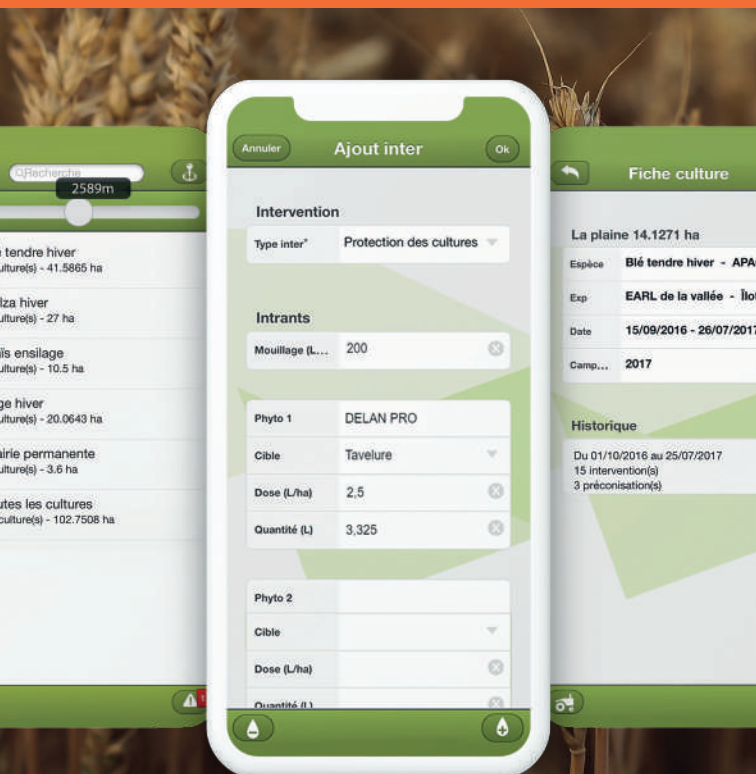 Recherche
2589m
tendre hiver
ulture(s) - 41.5865 ha
lza hiver
ulture(s) - 27 ha
ïs ensilage
ulture(s) - 10.5 ha
ge hiver
ulture(s) - 20.0643 ha
airie permanente
ulture(s) - 3.6 ha
utes les cultures
culture(s) - 102.7508 ha
Annuler
Ajout inter
Ok
Intervention
Type inter*
Protection des cultures
Intrants
Mouillage (L...
200
Phyto 1
DELAN PRO
Cible
Tavelure
Dose (L/ha)
2,5
Quantité (L)
3,325
Phyto 2
Cible
Dose (L/ha)
Quantité (L)
Fiche culture
La plaine 14.1271 ha
Espèce
Blé tendre hiver - APA
Exp
EARL de la vallée - Îlo
Date
15/09/2016 - 26/07/2017
Camp...
2017
Historique
Du 01/10/2016 au 25/07/2017
15 intervention(s)
3 préconisation(s)